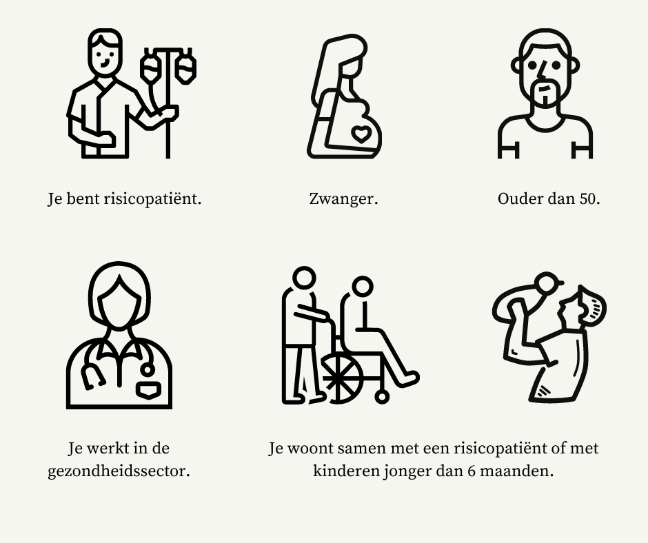 Je bent risicopatiënt.
Zwanger.
Ouder dan 50.
Je werkt in de
gezondheidssector.
Je woont samen met een risicopatiënt of met
kinderen jonger dan 6 maanden.